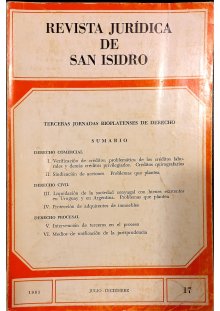 REVISTA JURÍDICA
DE
SAN ISIDRO
TERCERAS JORNADAS RIOPLATENSES DE DERECHO
SUMARIO
DERECHO COMERCIAL
I. Verificación de créditos, problemática de los créditos labo-
rales y demás créditos privilegiados. Créditos quirografarios
II. Sindicación de acciones. Problemas que plantea
DERECHO CIVIL
III. Liquidación de la sociedad conyugal con bienes existentes
en Uruguay y en Argentina. Problemas que plantea
IV. Protección de adquirentes de inmuebles
DERECHO PROCESAL
V. Intervención de terceros en el proceso
VI. Medios de unificación de la jurisprudencia
1981
JULIO-DICIEMBRE
17